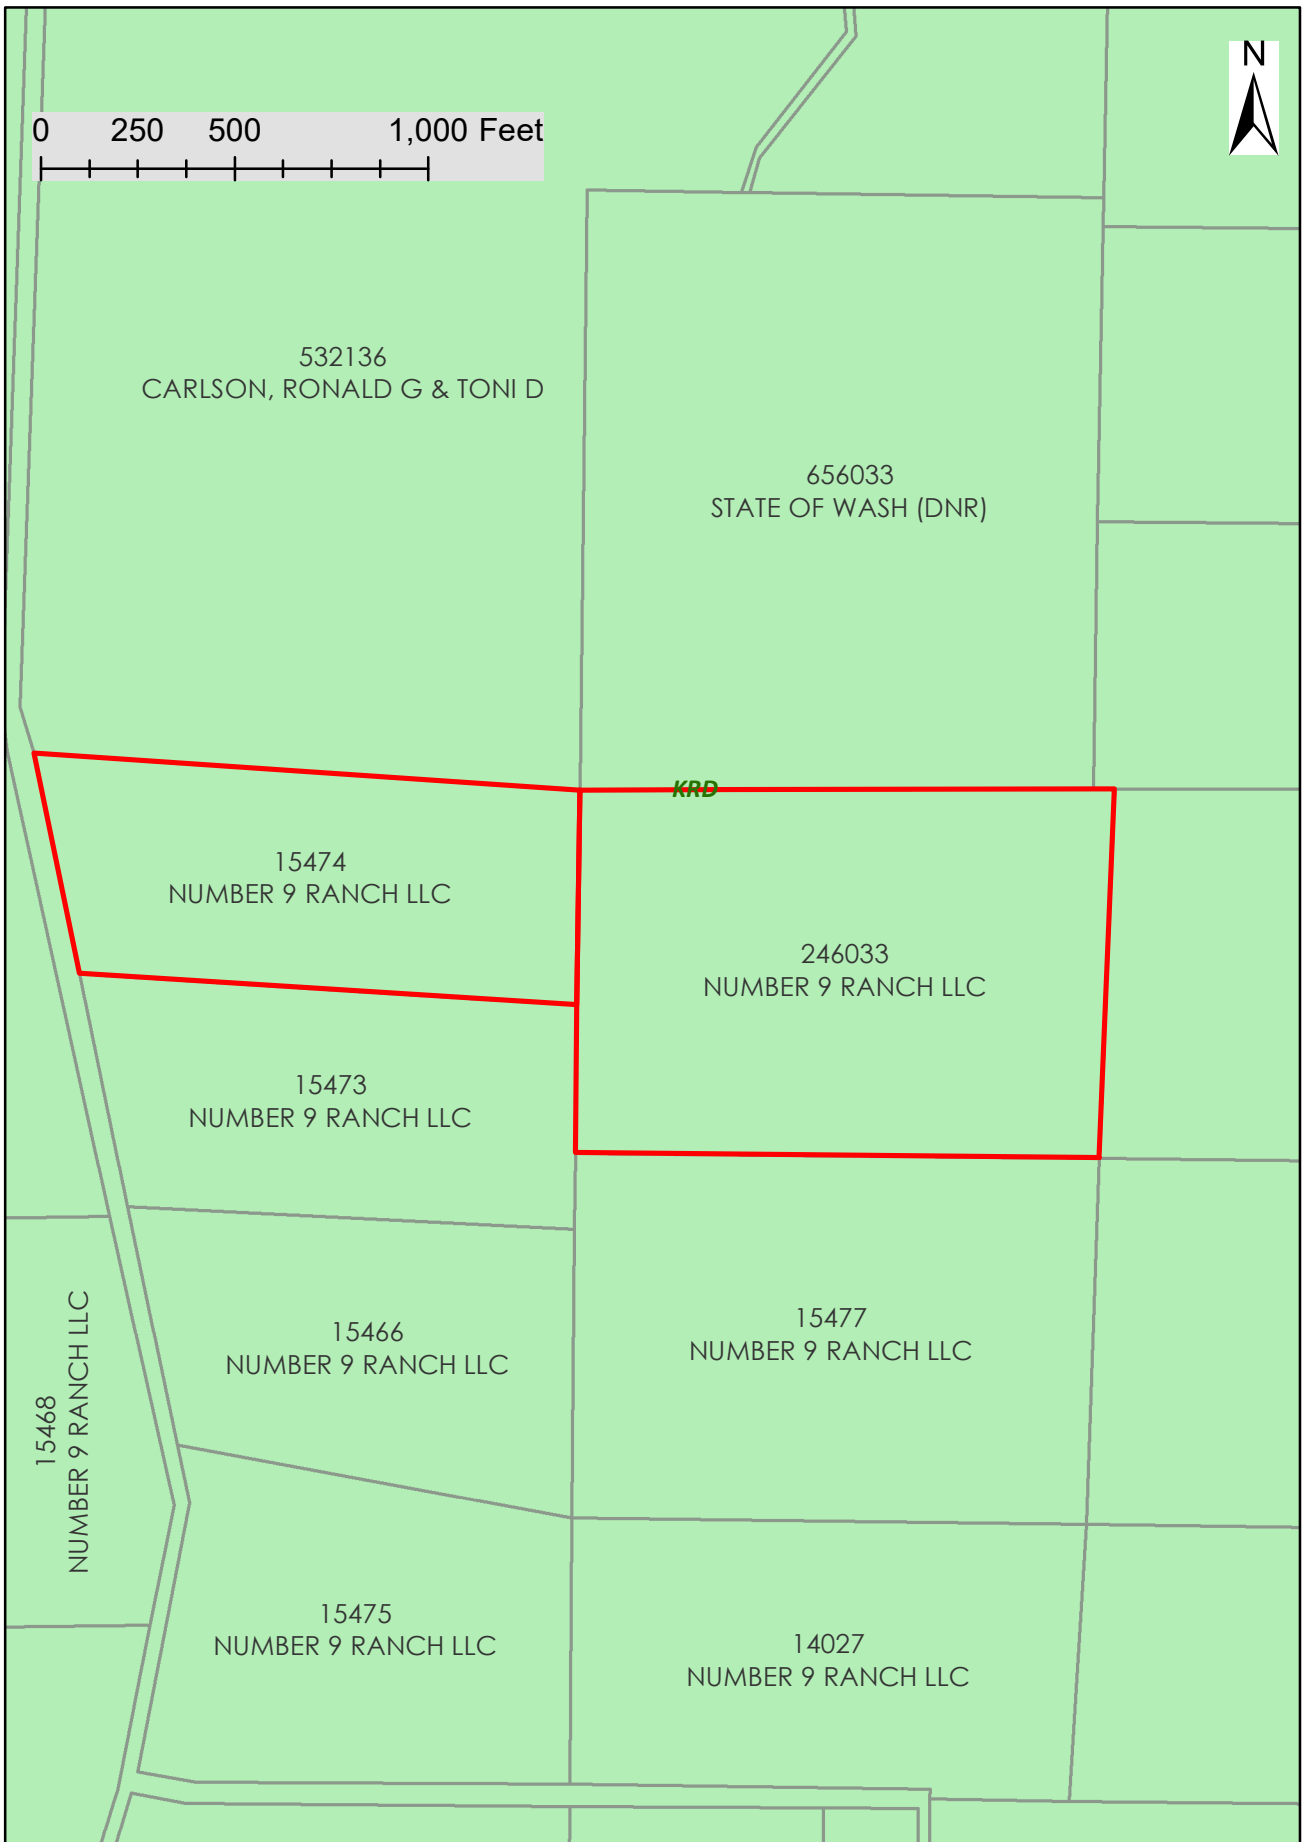 N
0 250 500 1,000 Feet
532136
CARLSON, RONALD G & TONI D
656033
STATE OF WASH (DNR)
KRD
15474
NUMBER 9 RANCH LLC
246033
NUMBER 9 RANCH LLC
15473
NUMBER 9 RANCH LLC
15466
NUMBER 9 RANCH LLC
15477
NUMBER 9 RANCH LLC
15468
NUMBER 9 RANCH LLC
15475
NUMBER 9 RANCH LLC
14027
NUMBER 9 RANCH LLC